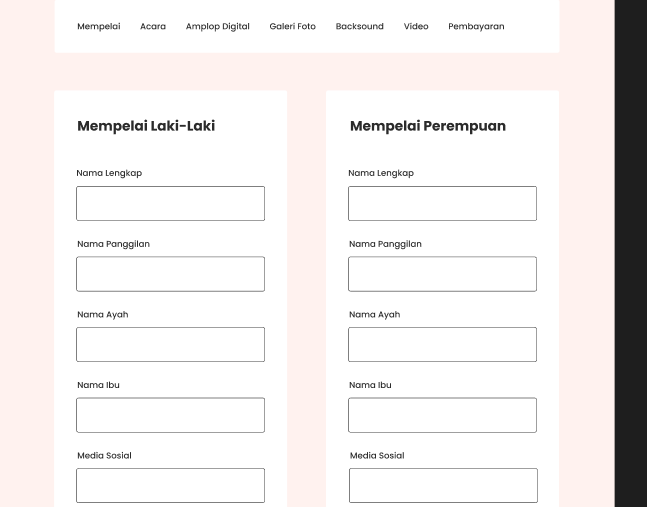 Mempelai Acara Amplop Digital Galeri Foto Backsound Video Pembayaran
Mempelai Laki-Laki
Nama Lengkap
Nama Panggilan
Nama Ayah
Nama Ibu
Media Sosial
Mempelai Perempuan
Nama Lengkap
Nama Panggilan
Nama Ayah
Nama Ibu
Media Sosial